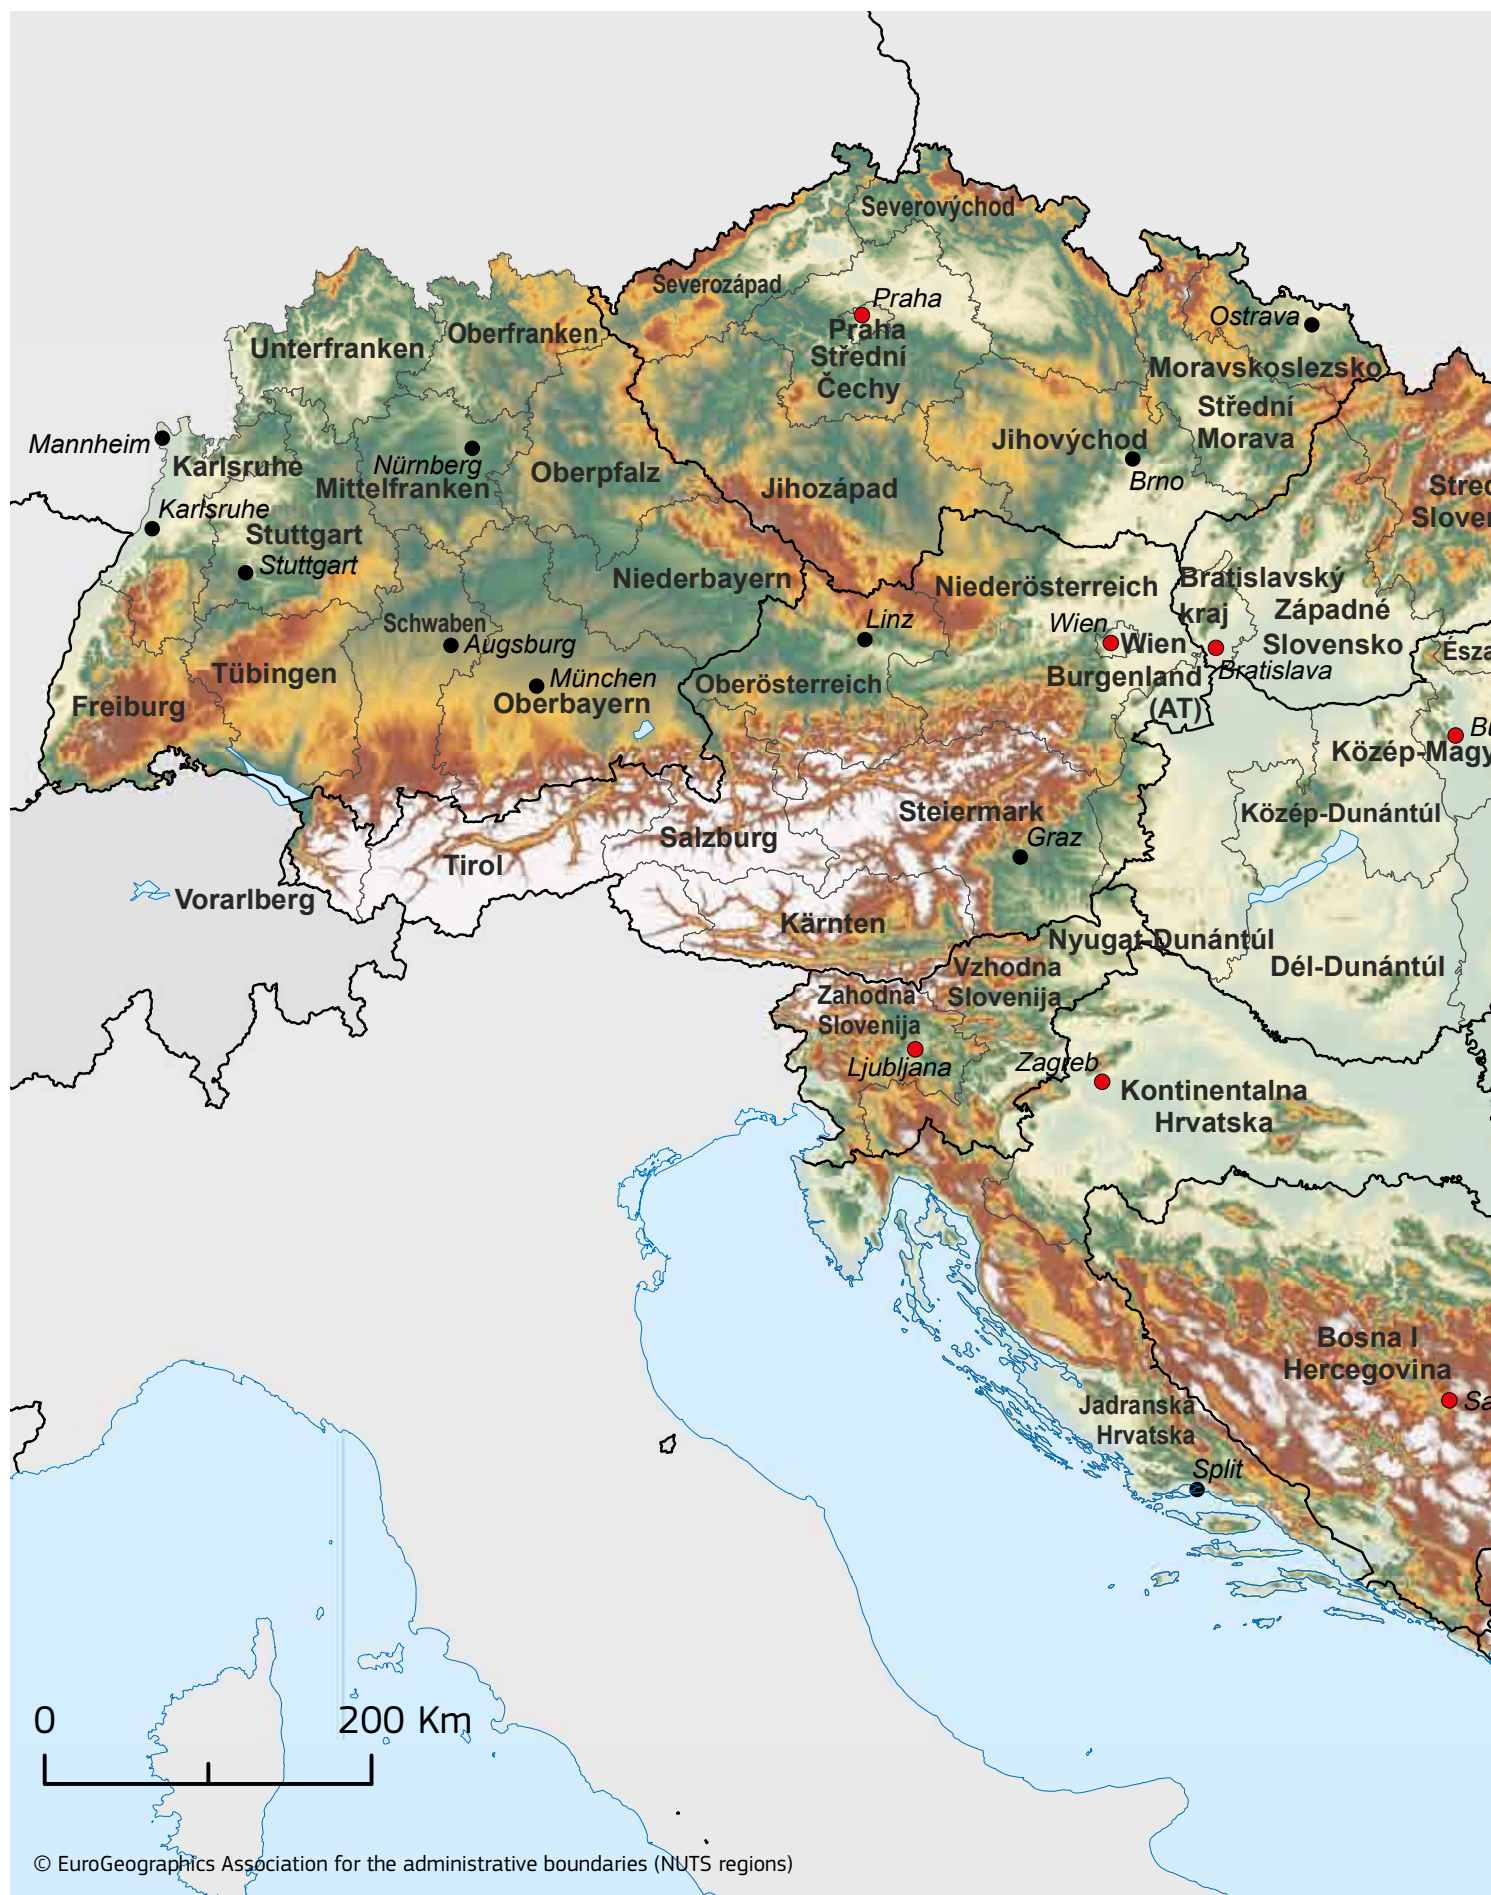 Severovýchod
Severozápad
Praha
Praha
Střední
Čechy
Ostrava
Moravskoslezsko
Střední
Morava
Unterfranken
Oberfranken
Mannheim
Karlsruhe
Nürnberg
Mittelfranken
Oberpfalz
Jihozápad
Jihovýchod
Brno
Karlsruhe
Stuttgart
Stuttgart
Niederbayern
Niederösterreich
Bratislavský
kraj
Západné
Slovensko
Schwaben
Augsburg
Linz
Wien
Wien
Bratislava
Tübingen
München
Oberbayern
Oberösterreich
Burgenland
(AT)
Freiburg
Közép-Magy
Steiermark
Graz
Közép-Dunántúl
Salzburg
Tirol
Vorarlberg
Kärnten
Nyugat-Dunántúl
Dél-Dunántúl
Vzhodna
Slovenija
Zahodna
Slovenija
Ljubljana
Zagreb
Kontinentalna
Hrvatska
Bosna I
Hercegovina
Sa
Jadranska
Hrvatska
Split
0 200 Km
© EuroGeographics Association for the administrative boundaries (NUTS regions)